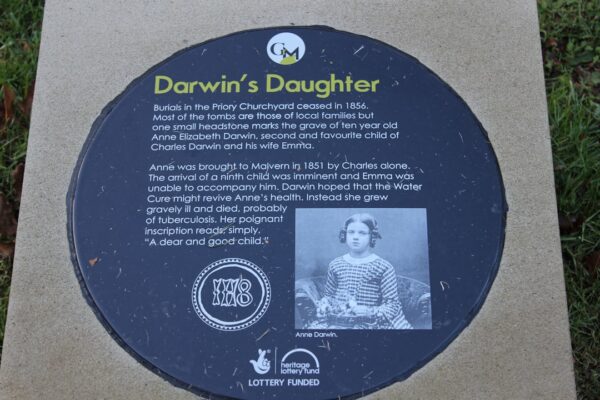 GM
Darwin's Daughter
Burials in the Priory Churchyard ceased in 1856.
Most of the tombs are those of local families but
one small headstone marks the grave of ten year old
Anne Elizabeth Darwin, second and favourite child of
Charles Darwin and his wife Emma.
Anne was brought to Malvern in 1851 by Charles alone.
The arrival of a ninth child was imminent and Emma was
unable to accompany him. Darwin hoped that the Water
Cure might revive Anne's health. Instead she grew
gravely ill and died, probably
of tuberculosis. Her poignant
inscription reads, simply,
"A dear and good child."
IHS
Anne Darwin.
heritage
lottery fund
LOTTERY FUNDED